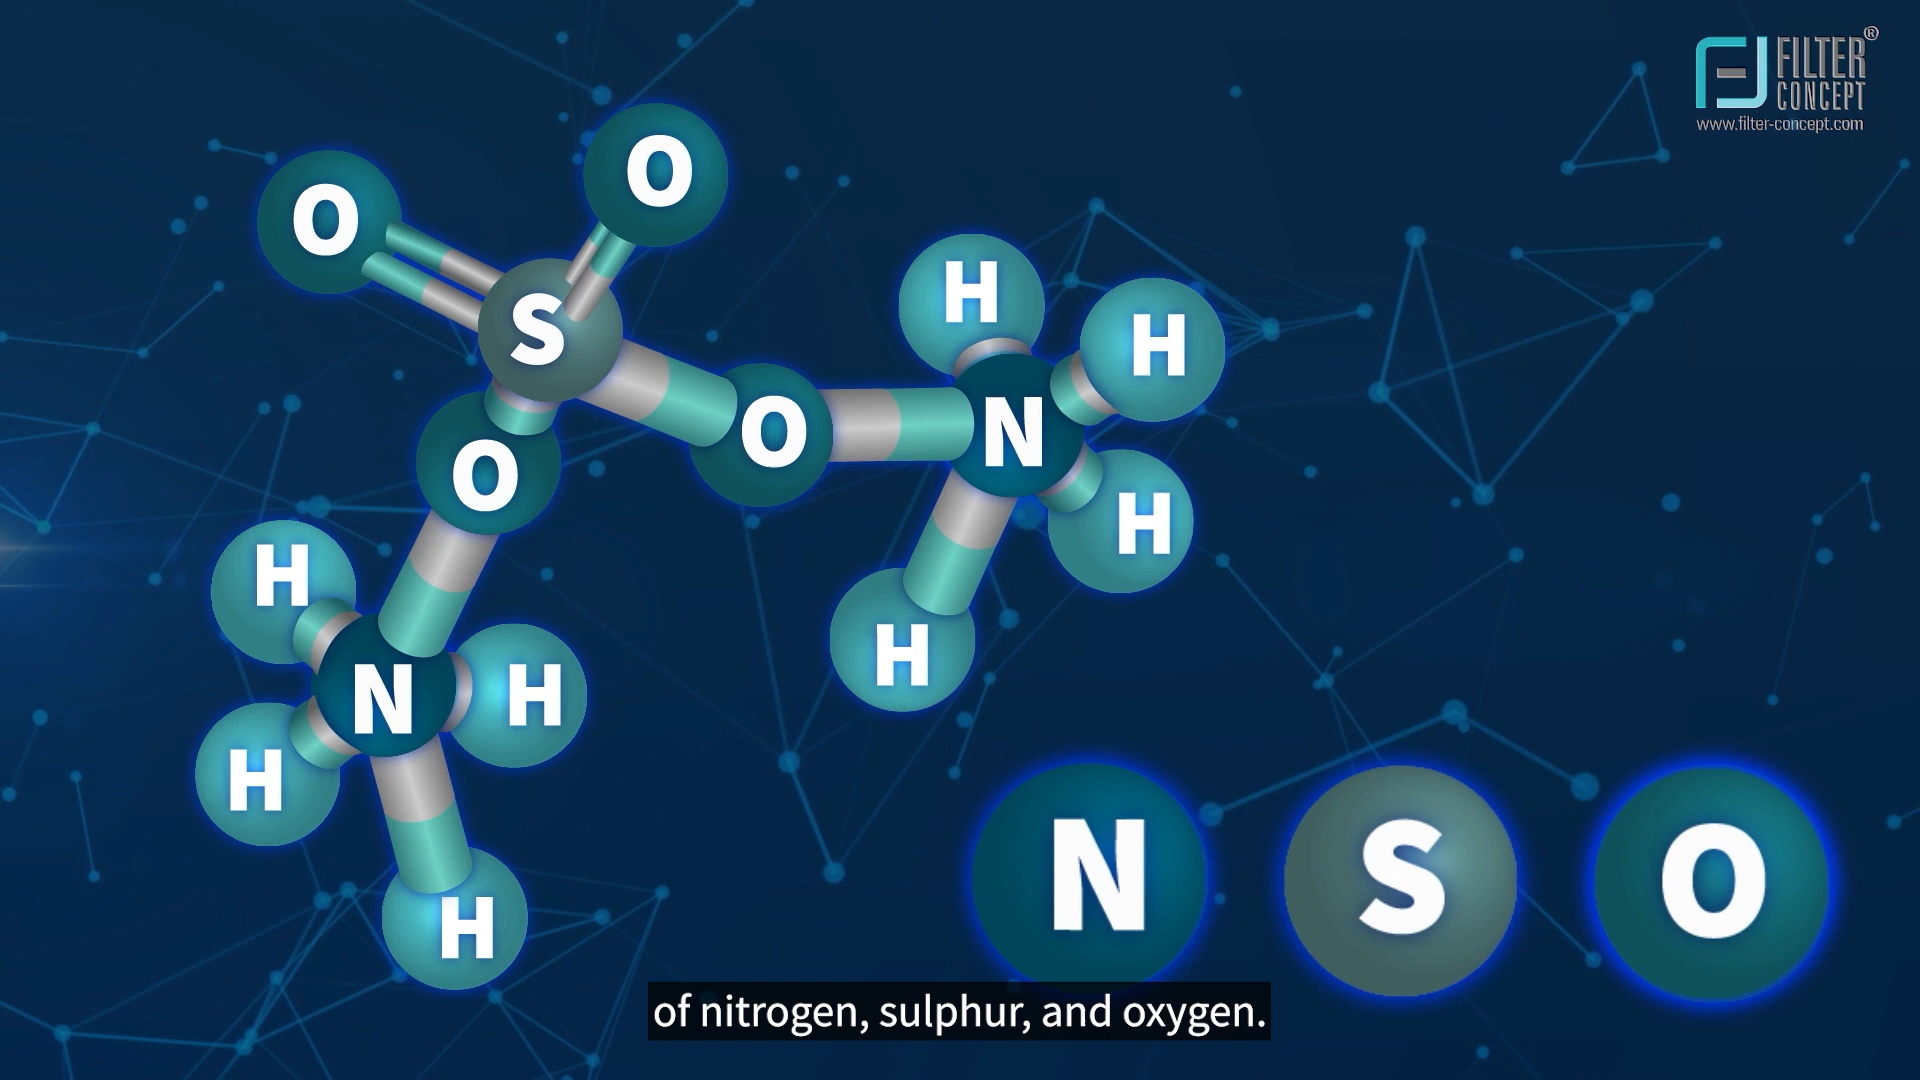 FILTER®
CONCEPT
www.filter-concept.com
O
O
S
H
H
O
N
O
H
H
H
H
N
H
H
H
N
S
O
of nitrogen, sulphur, and oxygen.